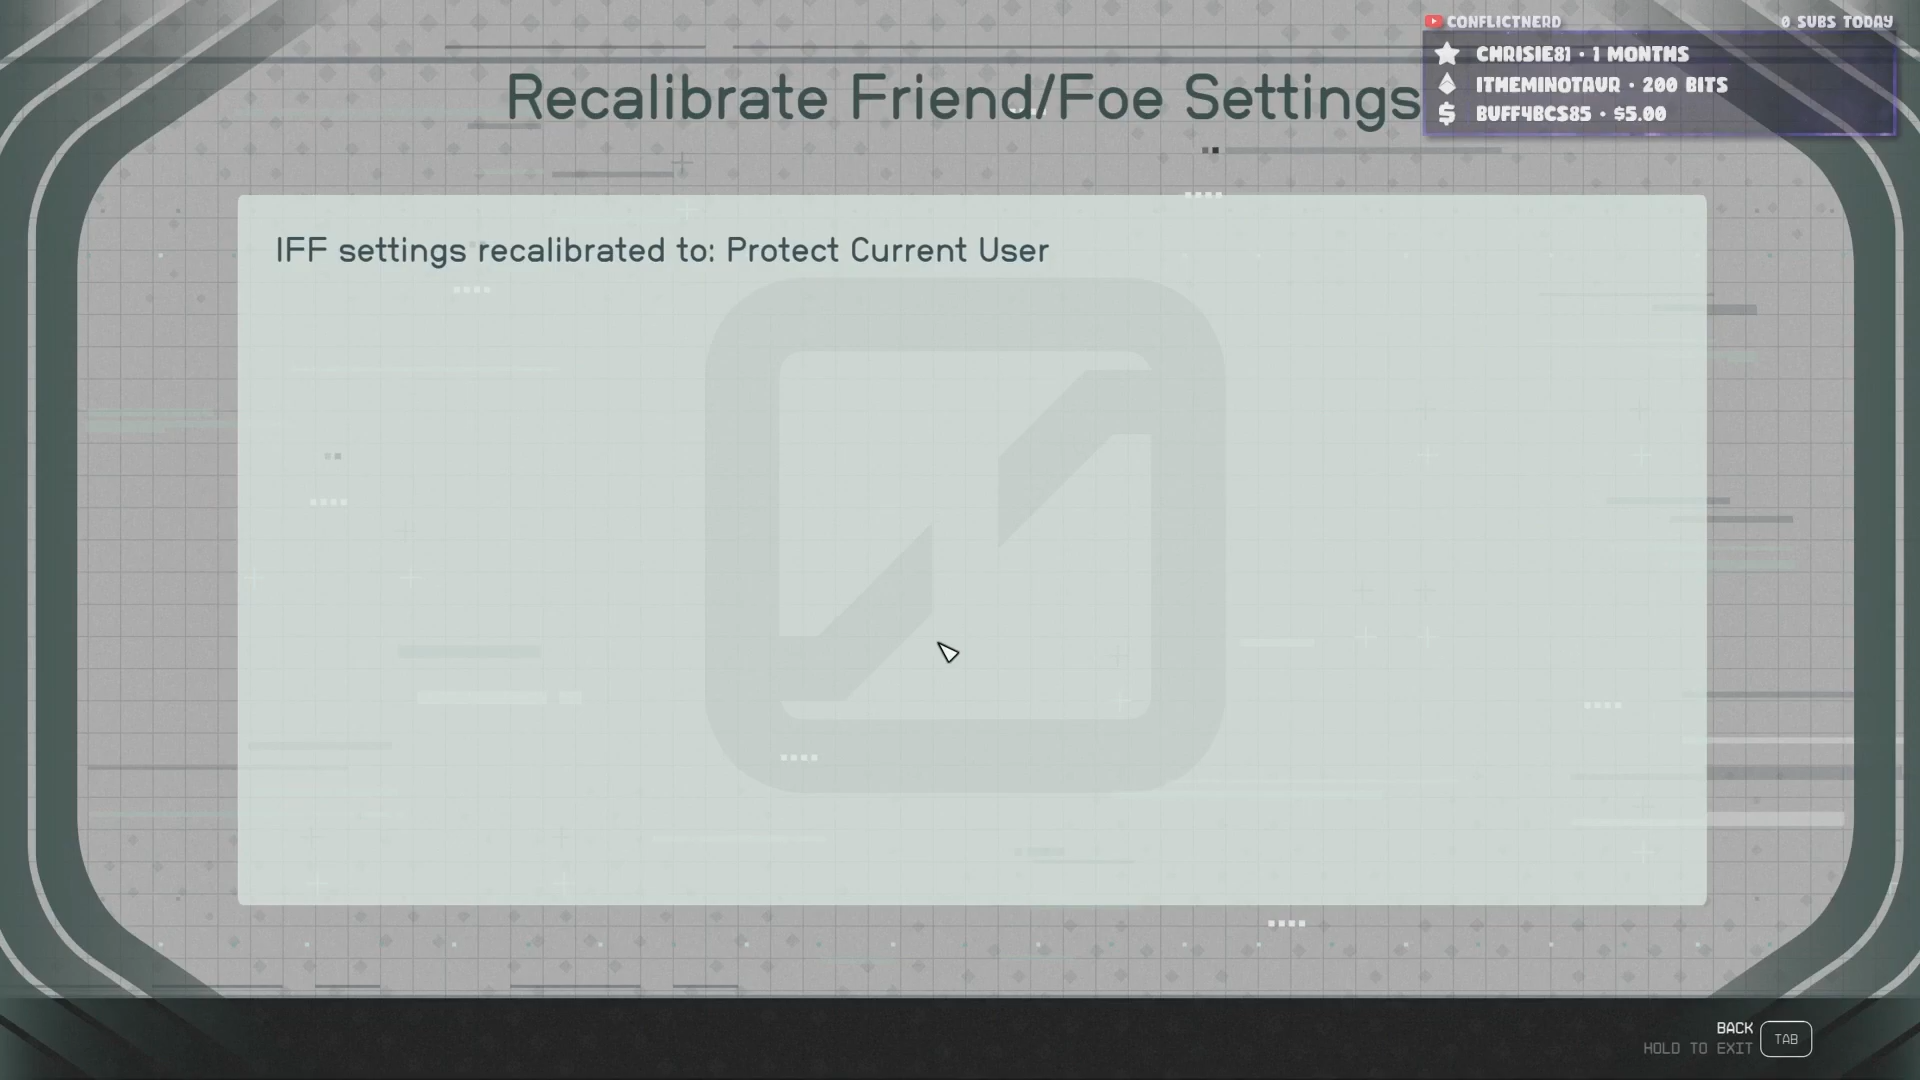 CONFLICTNERD
0 SUBS TODAY
CHRISIE81 • 1 MONTHS
ITHEMINOTAUR • 200 BITS
BUFF4BCS85 • $5.00
Recalibrate Friend/Foe Settings
IFF settings recalibrated to: Protect Current User
BACK
HOLD TO EXIT
TAB